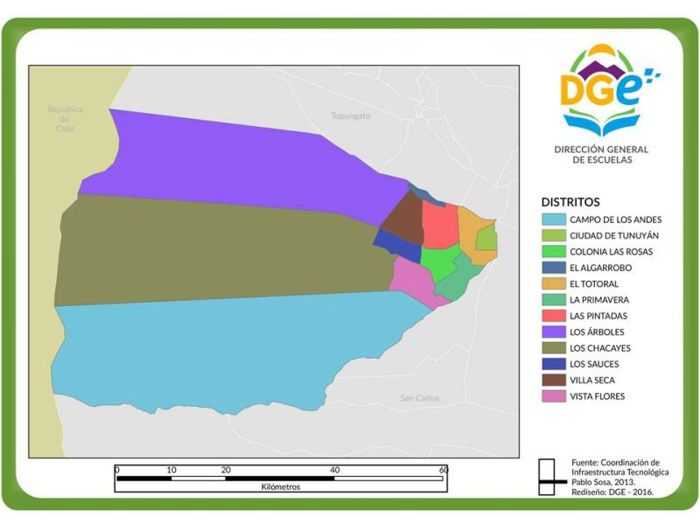 República
de
Chile
Tupungato
San Carlos
DGe
DIRECCIÓN GENERAL
DE ESCUELAS
DISTRITOS
CAMPO DE LOS ANDES
CIUDAD DE TUNUYÁN
COLONIA LAS ROSAS
EL ALGARROBO
EL TOTORAL
LA PRIMAVERA
LAS PINTADAS
LOS ÁRBOLES
LOS CHACAYES
LOS SAUCES
VILLA SECA
VISTA FLORES
0 10 20 40 60
Kilómetros
Fuente: Coordinación de
Infraestructura Tecnológica
Pablo Sosa, 2013.
Rediseño: DGE - 2016.